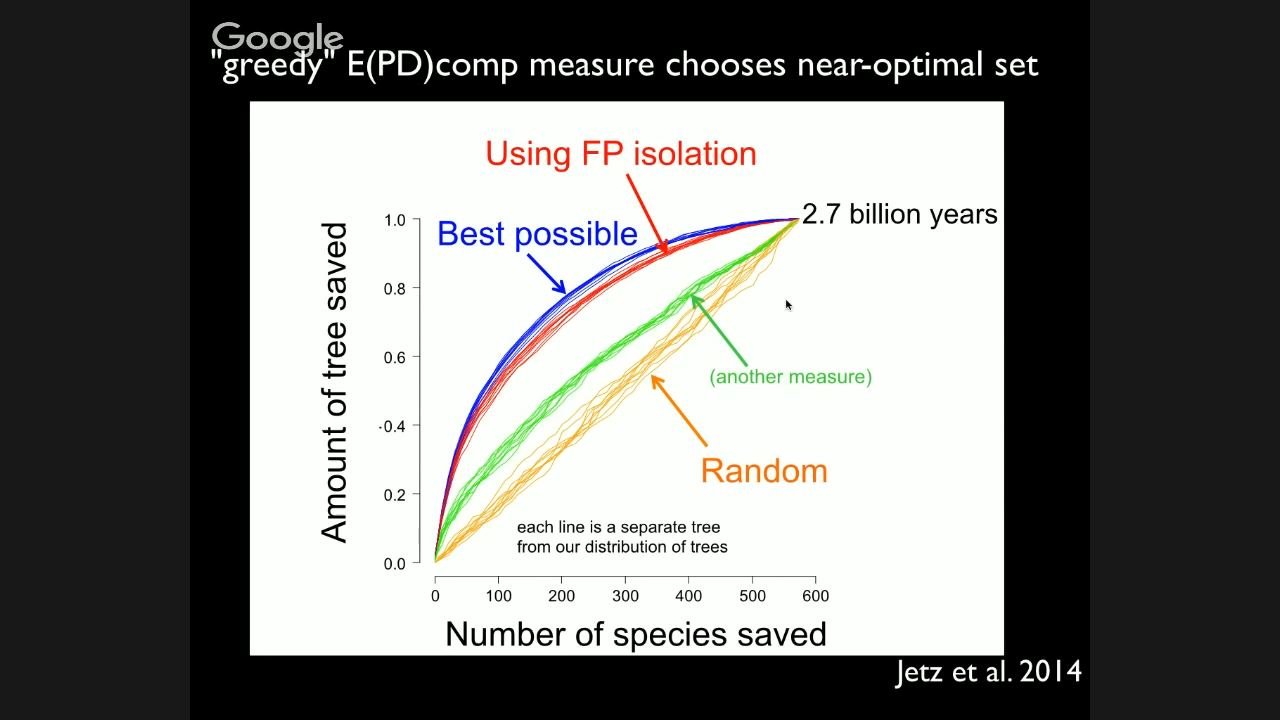 Google
"greedy" E(PD)comp measure chooses near-optimal set
Using FP isolation
2.7 billion years
Best possible
(another measure)
Random
each line is a separate tree
from our distribution of trees
Amount of tree saved
1.0
0.8
0.6
0.4
0.2
0.0
0 100 200 300 400 500 600
Number of species saved
Jetz et al. 2014